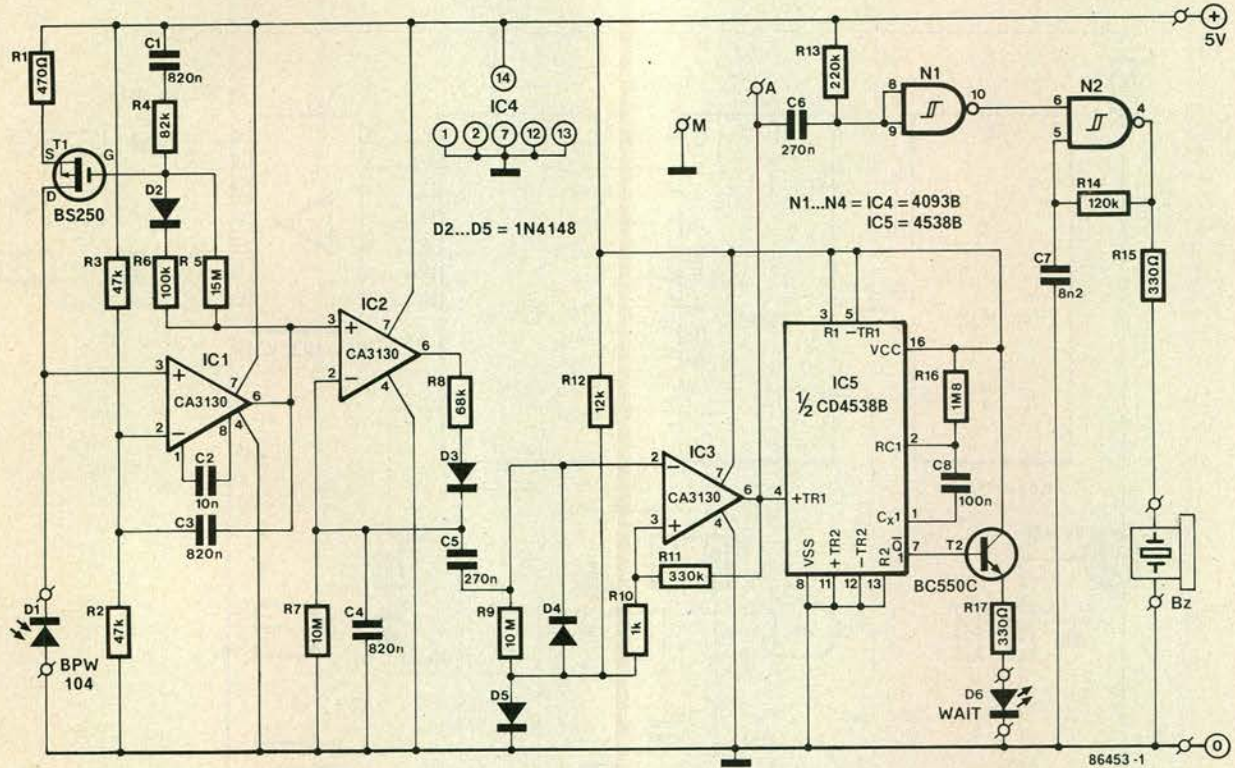 R1
470Ω
C1
820n
R4
82k
S
T1
G
D
BS250
D2
R3
47k
R6
100k
R 5
15M
14
IC4
1 2 7 12 13
D2...D5 = 1N4148
IC1
3
+
CA3130
2
−
1
8
7
6
4
C2
10n
C3
820n
R2
47k
D1
BPW
104
IC2
3
+
CA3130
2
−
7
6
4
R8
68k
D3
C5
270n
R7
10M
C4
820n
R9
10M
D4
D5
R12
12k
R10
1k
R11
330k
IC3
2
−
CA3130
3
+
7
6
4
A
M
C6
270n
R13
220k
N1
8
9
10
N2
6
5
4
N1...N4 = IC4 = 4093B
IC5 = 4538B
R14
120k
C7
8n2
R15
330Ω
3 5
R1 −TR1
VCC
16
IC5
½ CD4538B
4
+TR1
RC1
2
Cx1
1
Q
1
7
VSS
+TR2
−TR2
R2
8 11 12 13
R16
1M8
C8
100n
T2
BC550C
R17
330Ω
D6
WAIT
Bz
+
5V
0
86453 -1